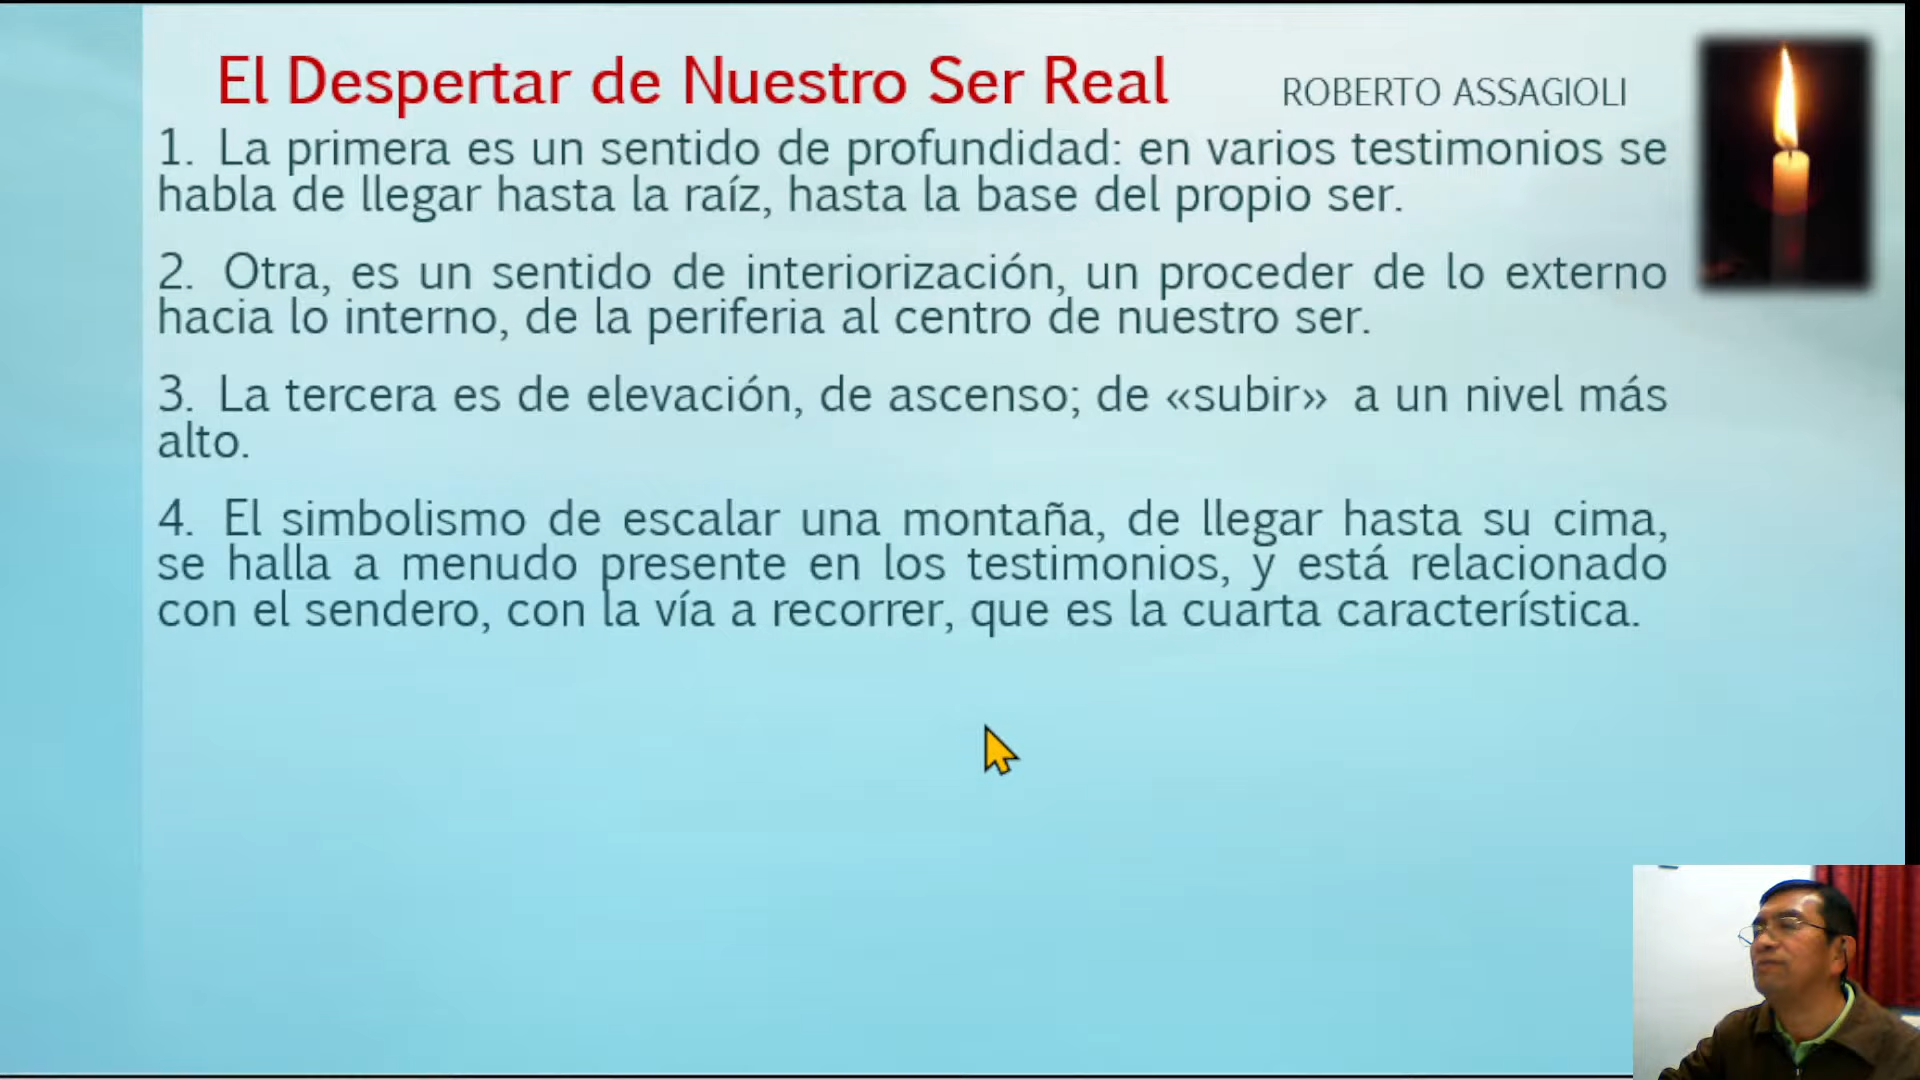 El Despertar de Nuestro Ser Real
ROBERTO ASSAGIOLI
1. La primera es un sentido de profundidad: en varios testimonios se
habla de llegar hasta la raíz, hasta la base del propio ser.
2. Otra, es un sentido de interiorización, un proceder de lo externo
hacia lo interno, de la periferia al centro de nuestro ser.
3. La tercera es de elevación, de ascenso; de «subir» a un nivel más
alto.
4. El simbolismo de escalar una montaña, de llegar hasta su cima,
se halla a menudo presente en los testimonios, y está relacionado
con el sendero, con la vía a recorrer, que es la cuarta característica.